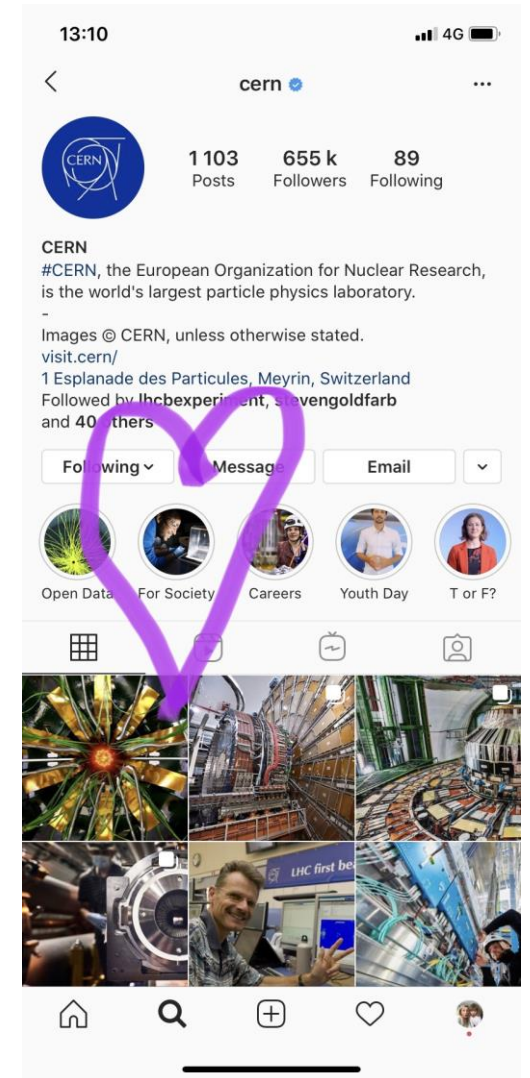 13:10
4G
cern
CERN
1 103 655 k 89
Posts Followers Following
CERN
#CERN, the European Organization for Nuclear Research,
is the world's largest particle physics laboratory.
-
Images © CERN, unless otherwise stated.
visit.cern/
1 Esplanade des Particules, Meyrin, Switzerland
Followed by lhcbexperiment, stevengoldfarb
and 40 others
Following Message Email
Open Data For Society Careers Youth Day T or F?
LHC first